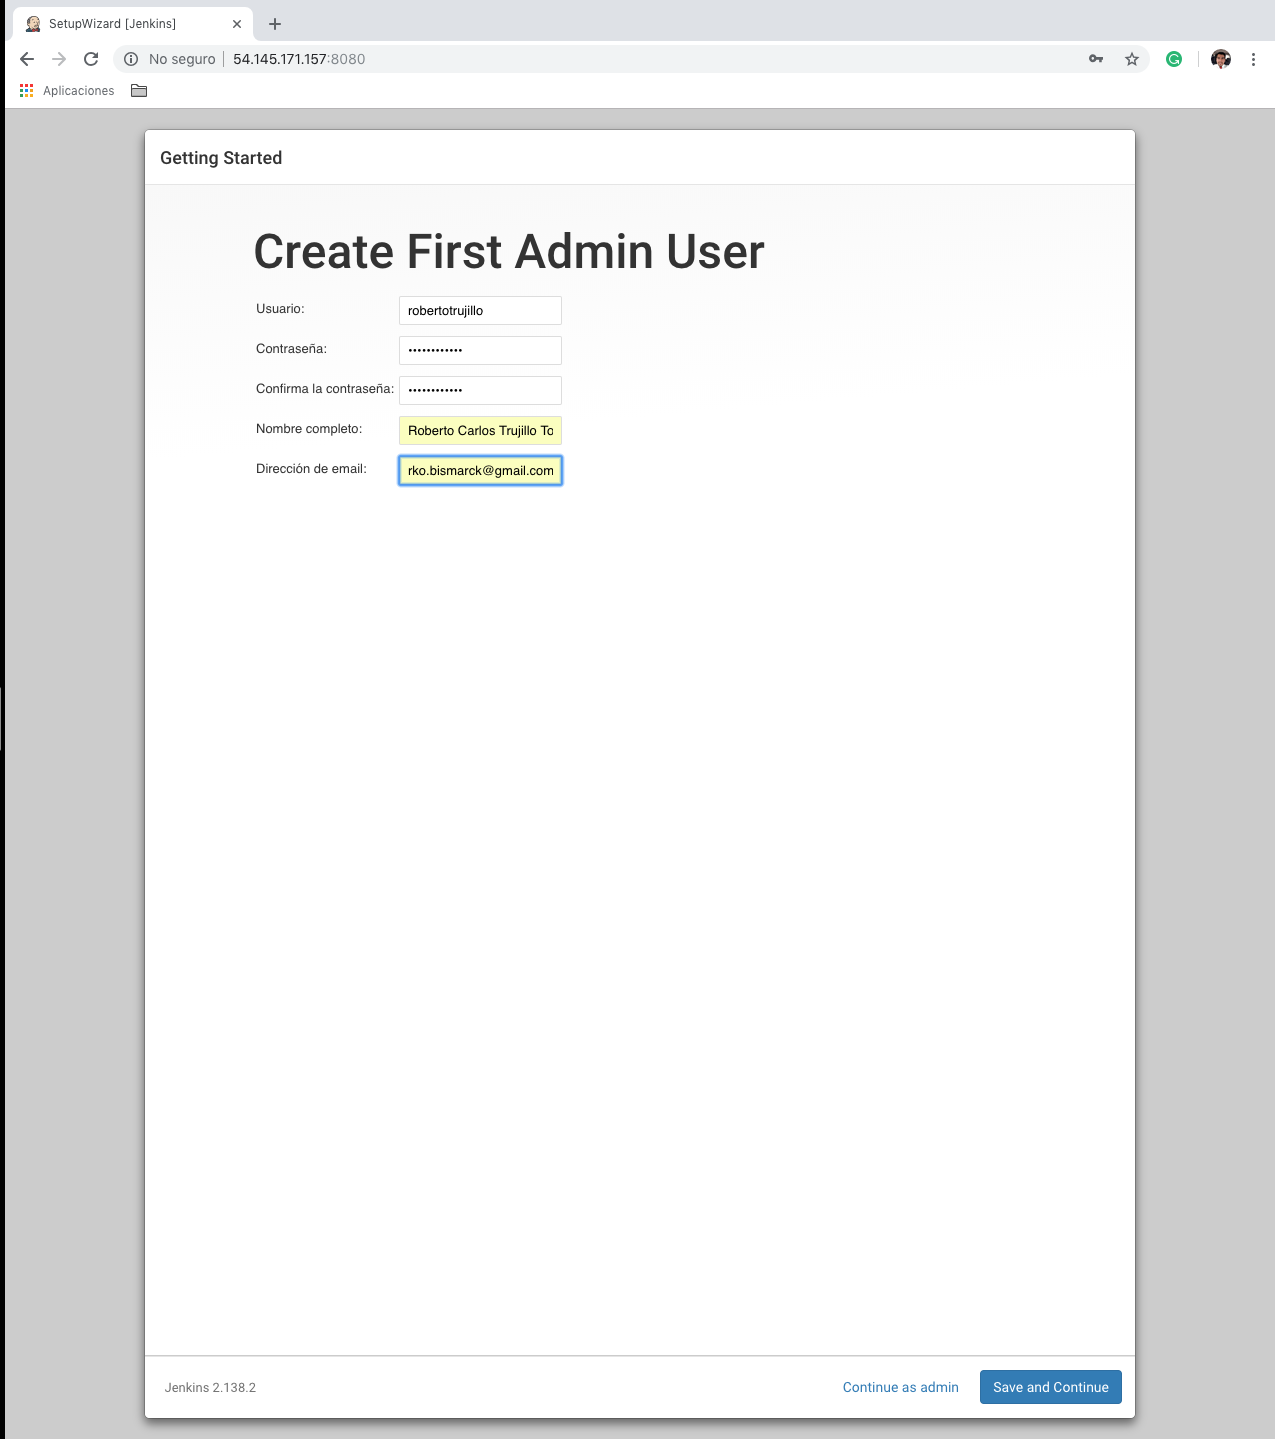 SetupWizard [Jenkins]
No seguro 54.145.171.157:8080
Aplicaciones
Getting Started
Create First Admin User
Usuario: robertotrujillo
Contraseña: ••••••••••••
Confirma la contraseña: ••••••••••••
Nombre completo: Roberto Carlos Trujillo To
Dirección de email: rko.bismarck@gmail.com
Jenkins 2.138.2 Continue as admin Save and Continue